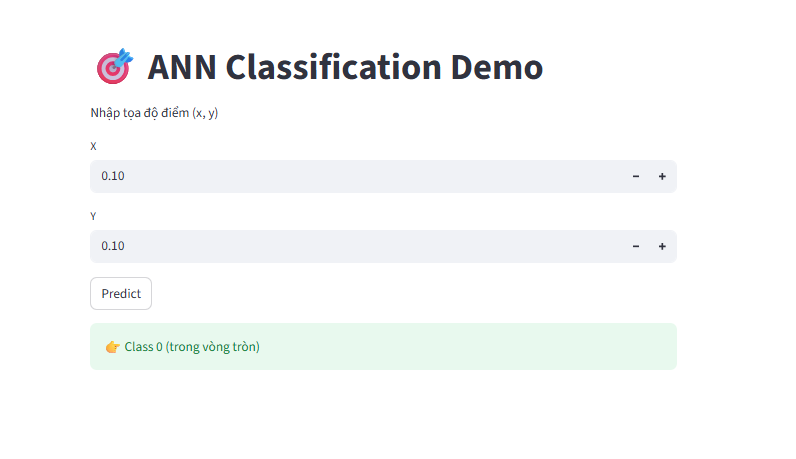 🎯 ANN Classification Demo
Nhập tọa độ điểm (x, y)
X
0.10
Y
0.10
Predict
👉 Class 0 (trong vòng tròn)